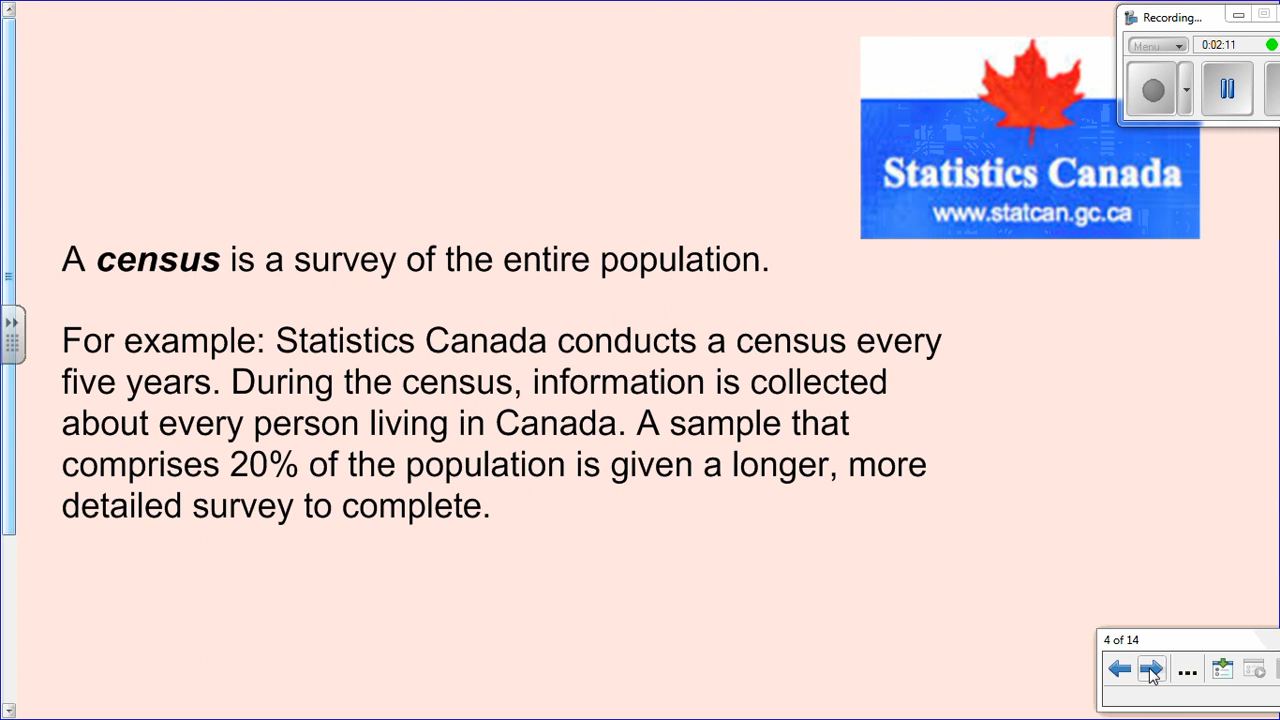 Recording...
Menu
0:02:11
Statistics Canada
www.statcan.gc.ca
A census is a survey of the entire population.
For example: Statistics Canada conducts a census every
five years. During the census, information is collected
about every person living in Canada. A sample that
comprises 20% of the population is given a longer, more
detailed survey to complete.
4 of 14